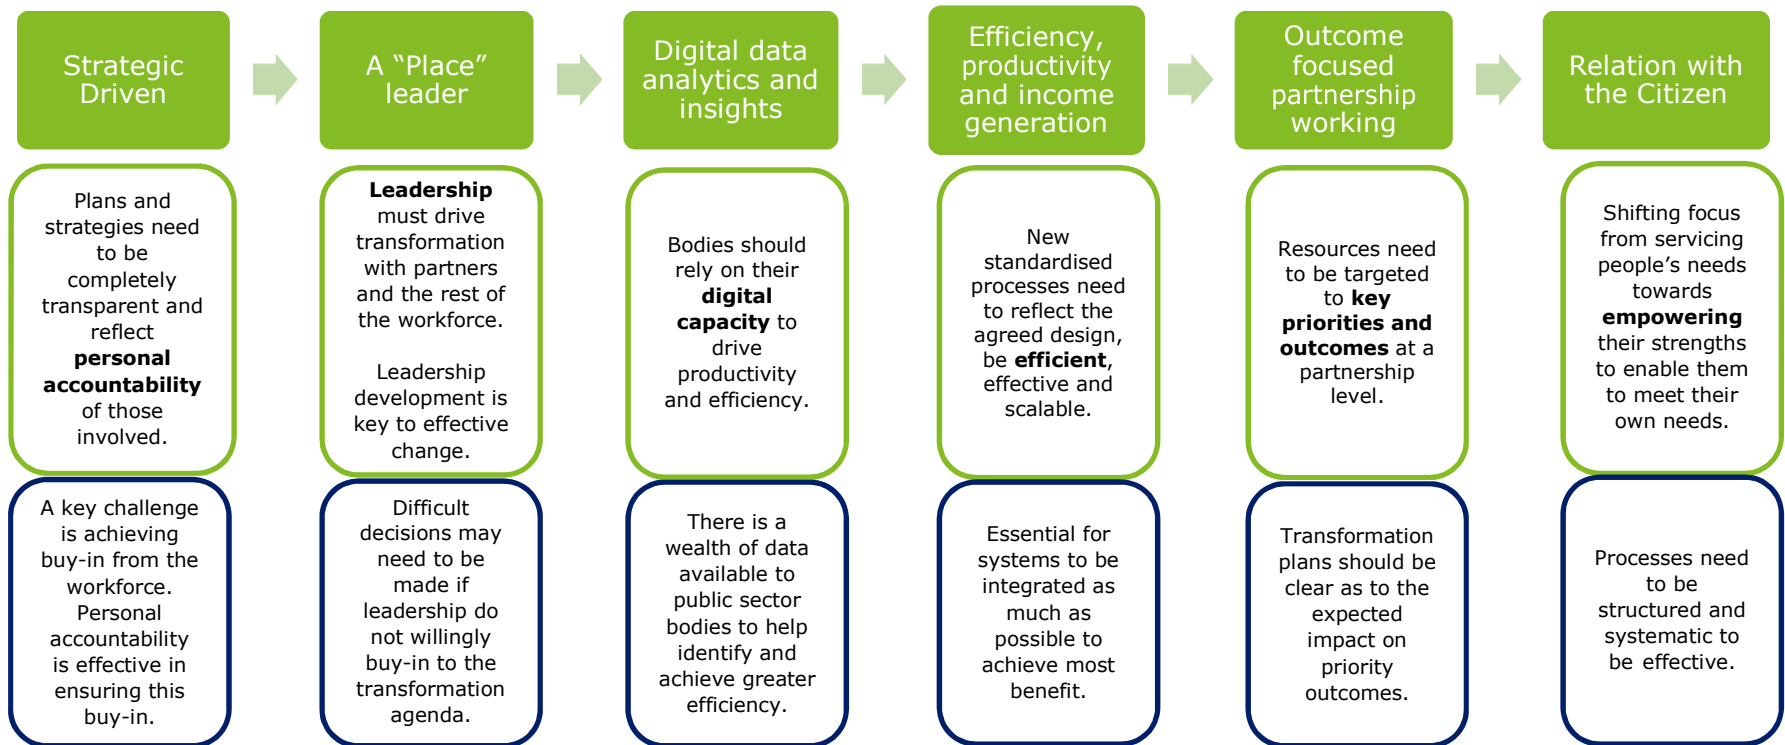 Strategic
Driven
A “Place”
leader
Digital data
analytics and
insights
Efficiency,
productivity
and income
generation
Outcome
focused
partnership
working
Relation with
the Citizen
Plans and
strategies need
to be
completely
transparent and
reflect
personal
accountability
of those
involved.
Leadership
must drive
transformation
with partners
and the rest of
the workforce.
Leadership
development is
key to effective
change.
Bodies should
rely on their
digital
capacity to
drive
productivity
and efficiency.
New
standardised
processes need
to reflect the
agreed design,
be efficient,
effective and
scalable.
Resources need
to be targeted
to key
priorities and
outcomes at a
partnership
level.
Shifting focus
from servicing
people’s needs
towards
empowering
their strengths
to enable them
to meet their
own needs.
A key challenge
is achieving
buy-in from the
workforce.
Personal
accountability
is effective in
ensuring this
buy-in.
Difficult
decisions may
need to be
made if
leadership do
not willingly
buy-in to the
transformation
agenda.
There is a
wealth of data
available to
public sector
bodies to help
identify and
achieve greater
efficiency.
Essential for
systems to be
integrated as
much as
possible to
achieve most
benefit.
Transformation
plans should be
clear as to the
expected
impact on
priority
outcomes.
Processes need
to be
structured and
systematic to
be effective.